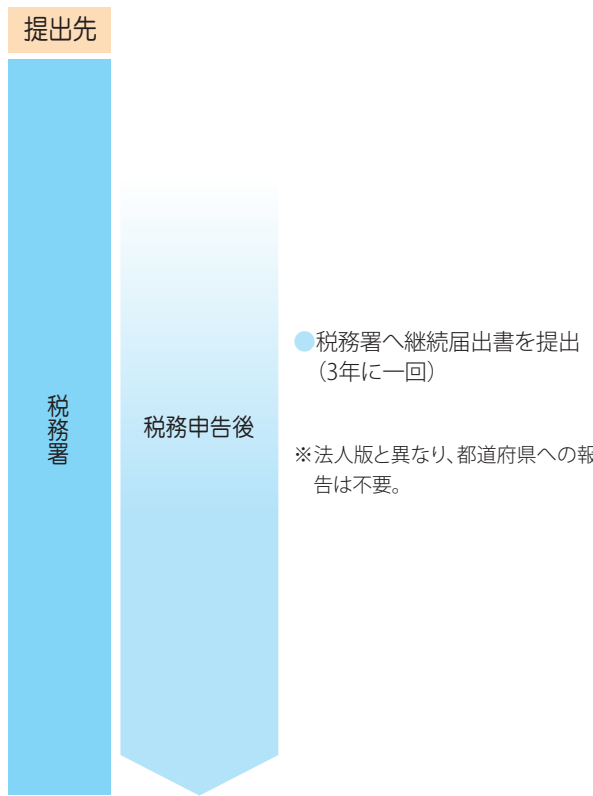 提出先
税務署
税務申告後
●税務署へ継続届出書を提出
（3年に一回）
※法人版と異なり、都道府県への報
告は不要。